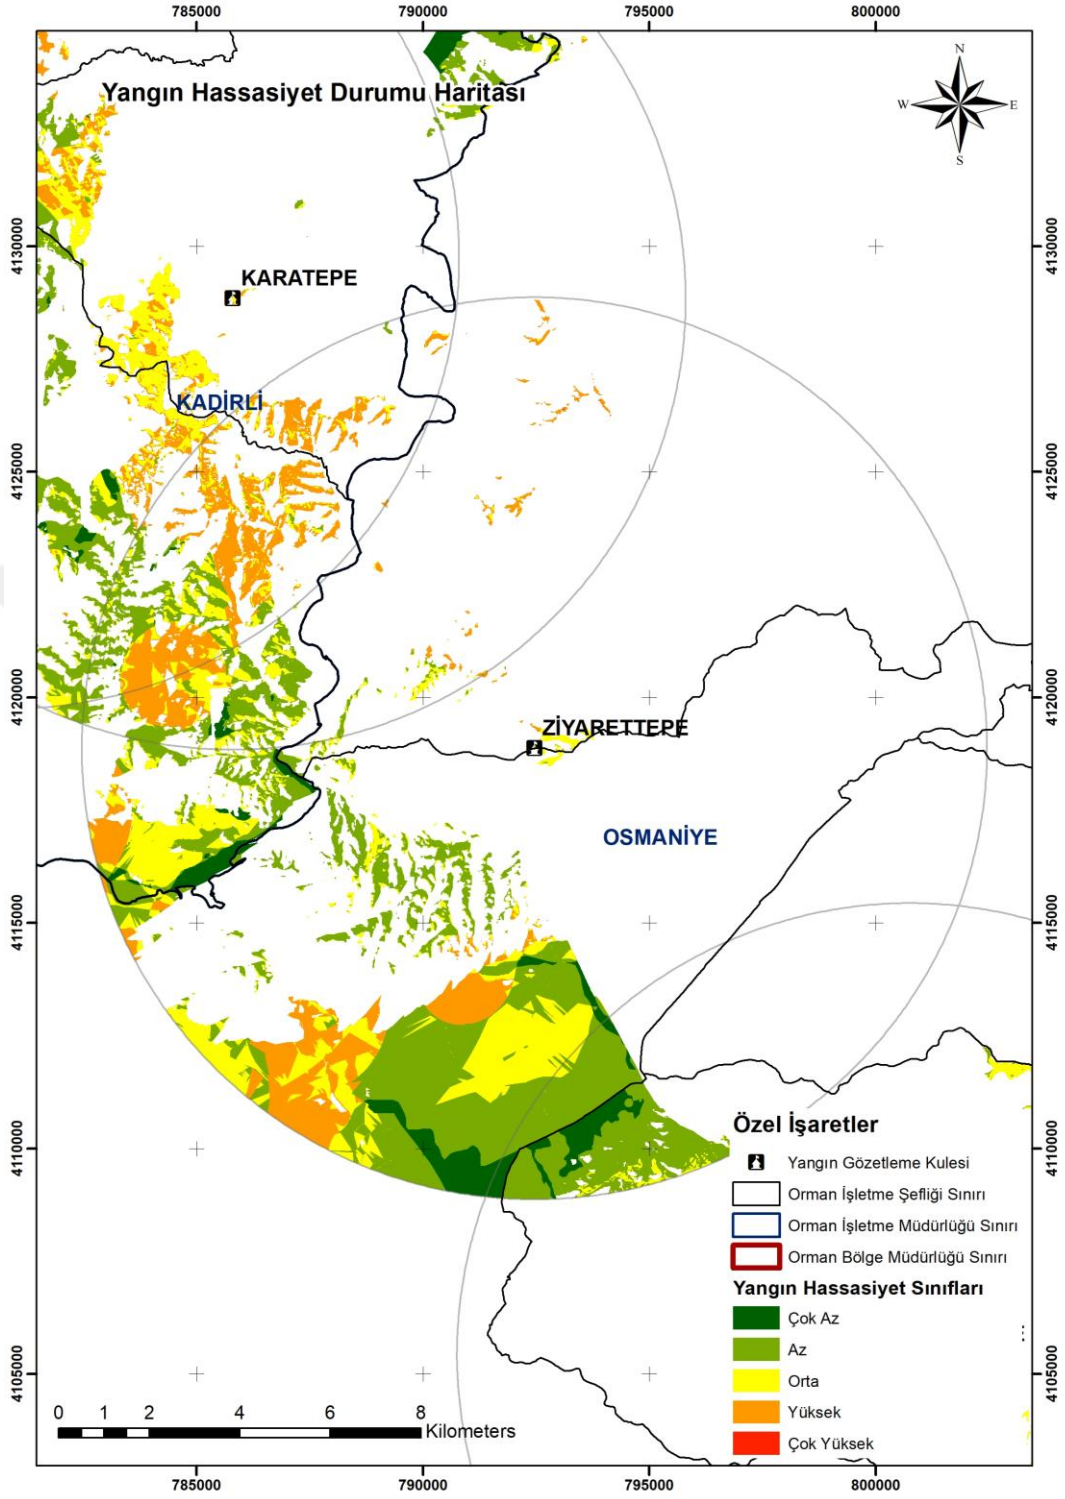 785000 790000 795000 800000
Yangın Hassasiyet Durumu Haritası
N
W E
S
4130000 4130000
KARATEPE
KADİRLİ
4125000 4125000
4120000 4120000
ZİYARETTEPE
OSMANİYE
4115000 4115000
4110000 4110000
Özel İşaretler
Yangın Gözetleme Kulesi
Orman İşletme Şefliği Sınırı
Orman İşletme Müdürlüğü Sınırı
Orman Bölge Müdürlüğü Sınırı
Yangın Hassasiyet Sınıfları
Çok Az
Az
Orta
Yüksek
Çok Yüksek
4105000 4105000
0 1 2 4 6 8
Kilometers
785000 790000 795000 800000